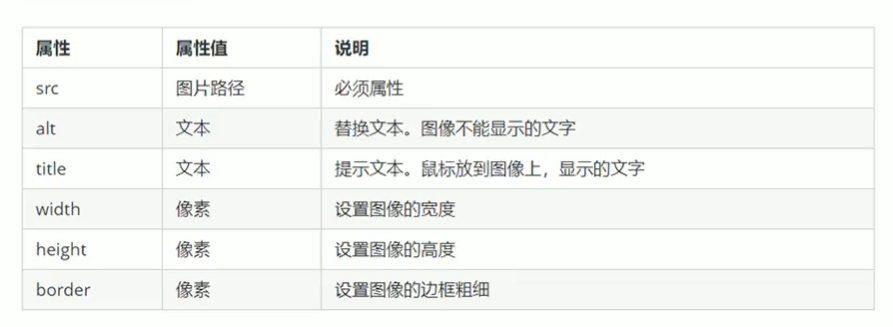 属性 属性值 说明
src 图片路径 必须属性
alt 文本 替换文本。图像不能显示的文字
title 文本 提示文本。鼠标放到图像上，显示的文字
width 像素 设置图像的宽度
height 像素 设置图像的高度
border 像素 设置图像的边框粗细